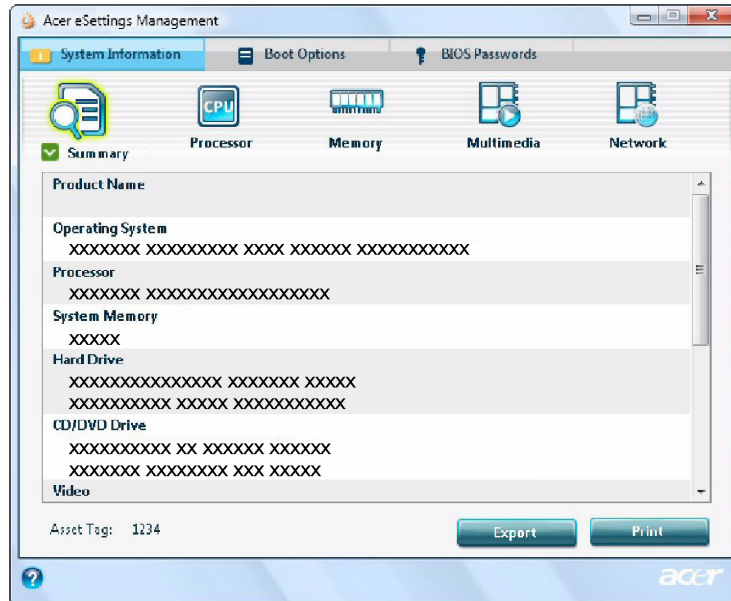 Acer eSettings Management
System Information Boot Options BIOS Passwords
CPU
Summary Processor Memory Multimedia Network
Product Name
Operating System
XXXXXXX XXXXXXXXX XXXX XXXXXX XXXXXXXXXXX
Processor
XXXXXXX XXXXXXXXXXXXXXXXXX
System Memory
XXXXX
Hard Drive
XXXXXXXXXXXXXXX XXXXXXX XXXXX
XXXXXXXXXX XXXXX XXXXXXXXXXX
CD/DVD Drive
XXXXXXXXXX XX XXXXXX XXXXXX
XXXXXXX XXXXXXXX XXX XXXXX
Video
Asset Tag: 1234 Export Print
? acer